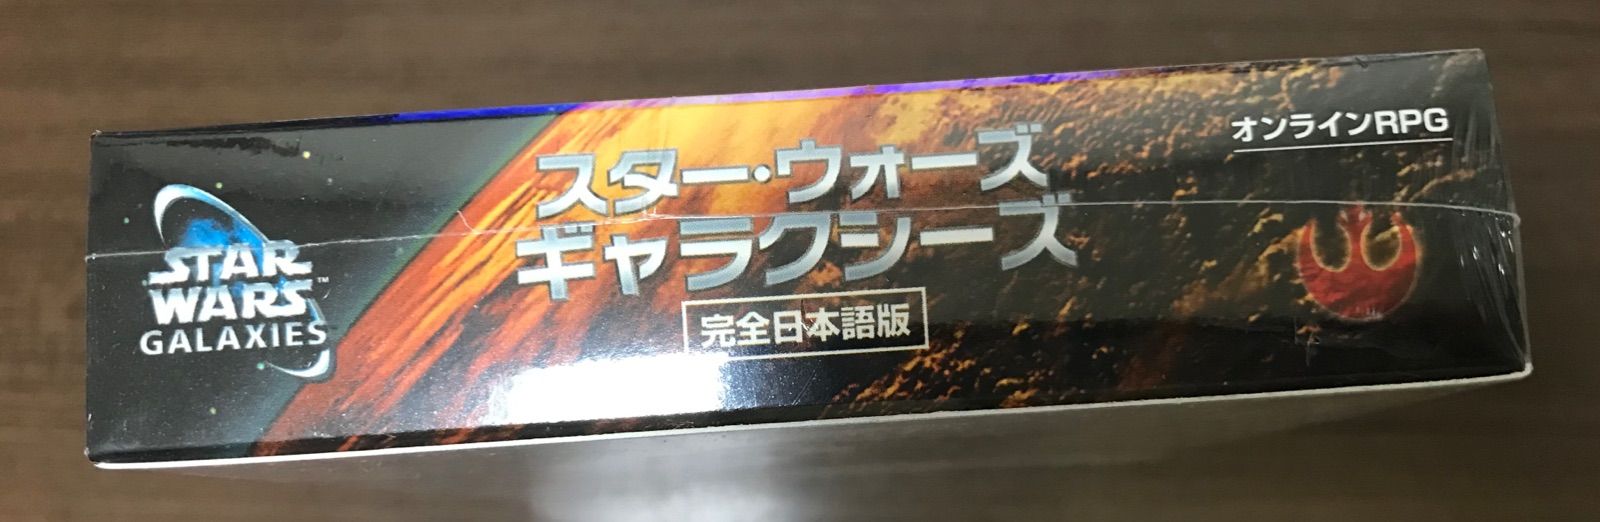 STAR
WARS
GALAXIES
スター・ウォーズ
ギャラクシーズ
完全日本語版
オンラインRPG